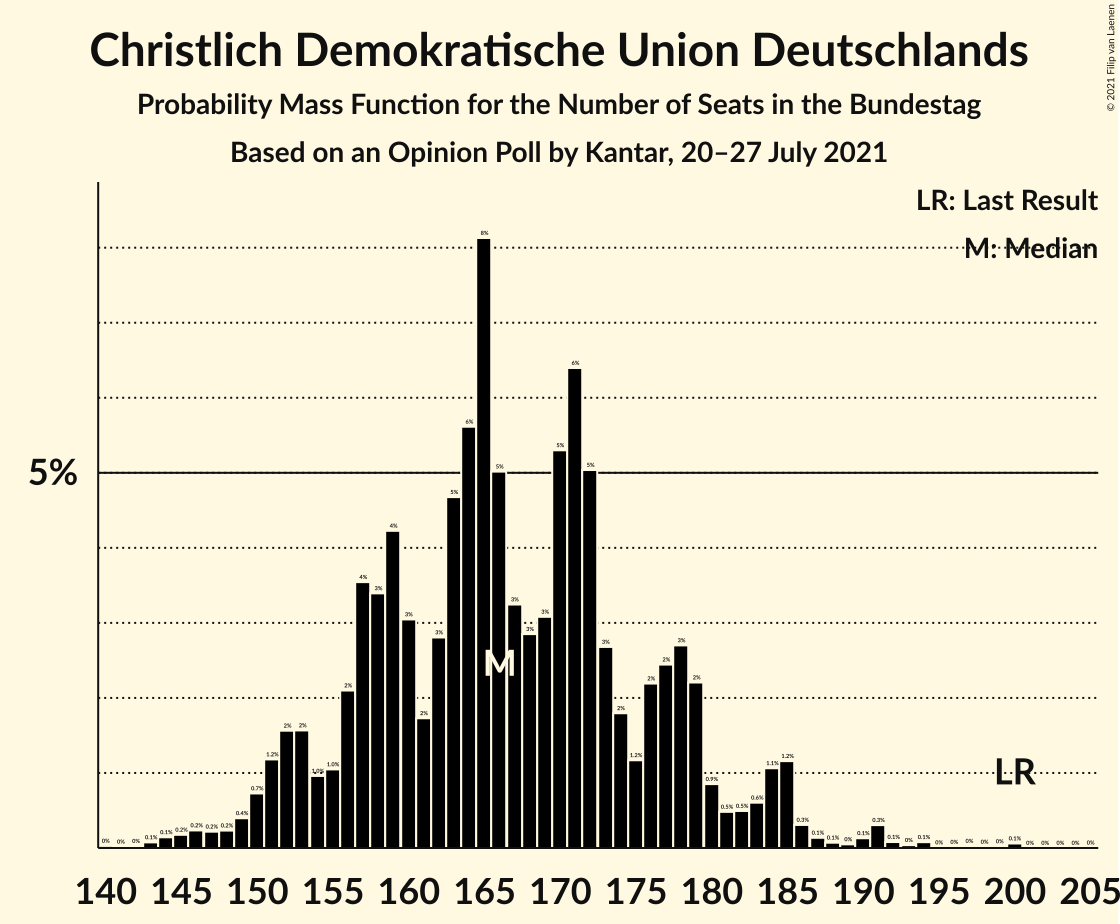 Christlich Demokratische Union Deutschlands
Probability Mass Function for the Number of Seats in the Bundestag
Based on an Opinion Poll by Kantar, 20–27 July 2021
© 2021 Filip van Laenen
LR: Last Result
M: Median
5%
0% 0% 0% 0.1% 0.1% 0.2% 0.2% 0.2% 0.2% 0.4% 0.7% 1.2% 2% 2% 1.0% 1.0% 2% 4% 3% 4% 3% 2% 3% 5% 6% 8% 5% 3% 3% 3% 5% 6% 5% 3% 2% 1.2% 2% 2% 3% 2% 0.9% 0.5% 0.5% 0.6% 1.1% 1.2% 0.3% 0.1% 0.1% 0% 0.1% 0.3% 0.1% 0% 0.1% 0% 0% 0% 0% 0% 0.1% 0% 0% 0% 0% 0%
M
LR
140 145 150 155 160 165 170 175 180 185 190 195 200 205